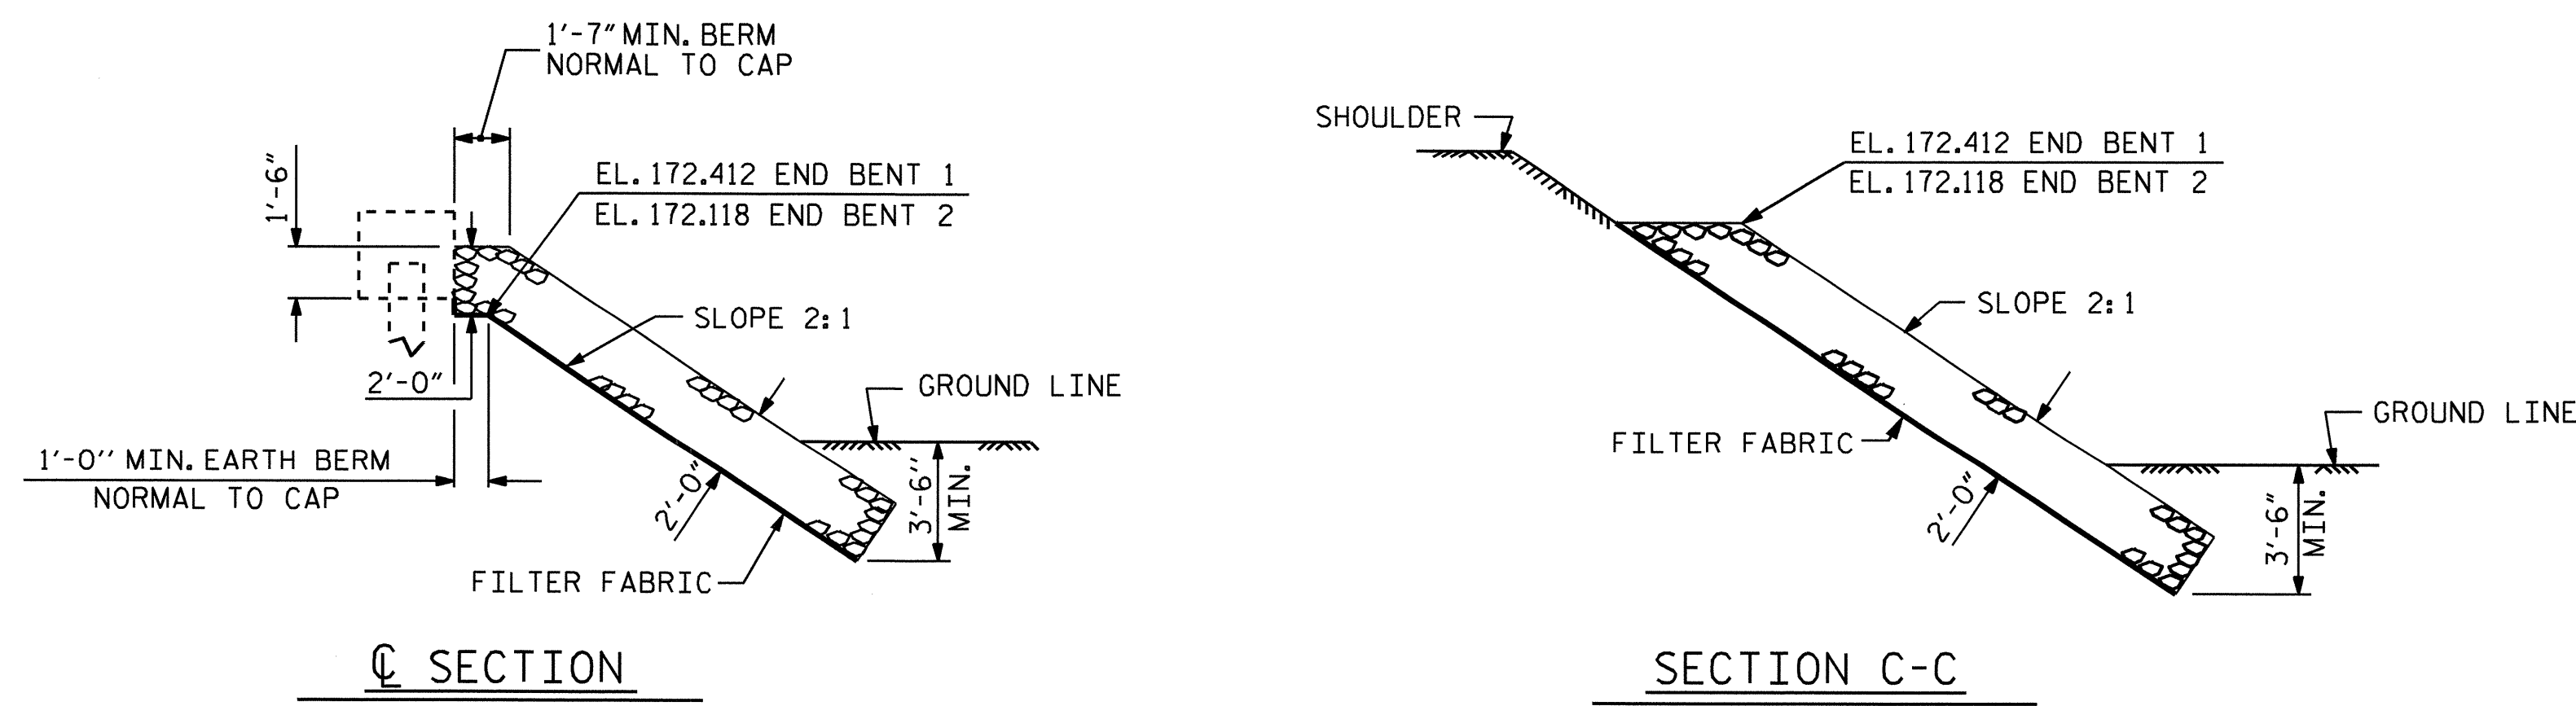 1'-7" MIN. BERM
NORMAL TO CAP
1'-6"
EL. 172.412 END BENT 1
EL. 172.118 END BENT 2
SLOPE 2:1
2'-0"
GROUND LINE
1'-0'' MIN. EARTH BERM
NORMAL TO CAP
2'-0"
3'-6''
MIN.
FILTER FABRIC
℄ SECTION
SHOULDER
EL. 172.412 END BENT 1
EL. 172.118 END BENT 2
SLOPE 2:1
GROUND LINE
FILTER FABRIC
2'-0"
3'-6"
MIN.
SECTION C-C